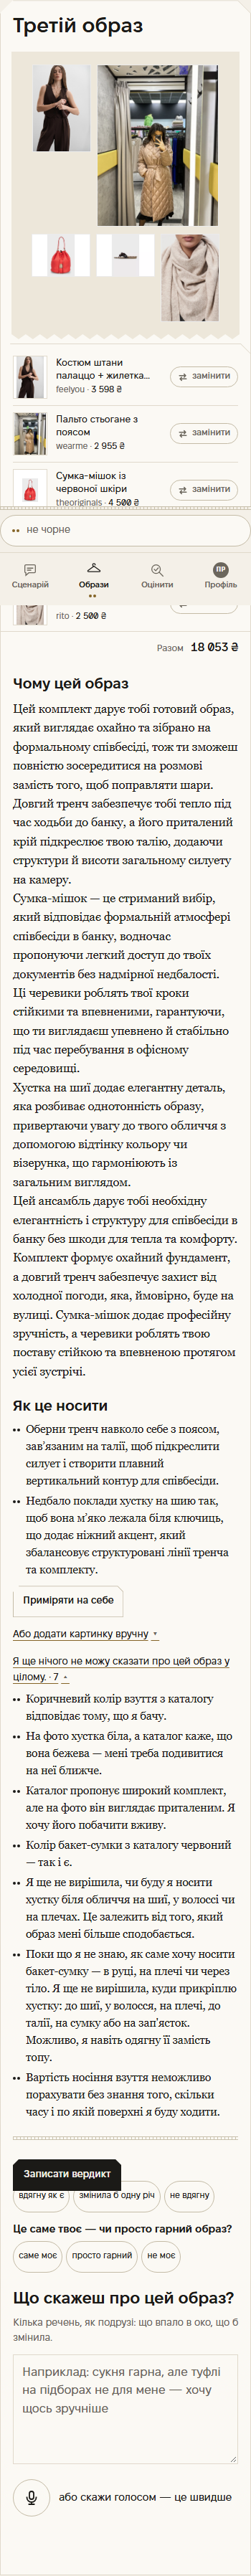 Третій образ
Костюм штани
палаццо + жилетка...
feelyou · 3 598 ₴
замінити
Пальто стьогане з
поясом
wearme · 2 955 ₴
замінити
Сумка-мішок із
червоної шкіри
theoriginals · 4 500 ₴
замінити
не чорне
Сценарій
Образи
Оцінити
ПР
Профіль
rito · 2 500 ₴
Разом 18 053 ₴
Чому цей образ
Цей комплект дарує тобі готовий образ,
який виглядає охайно та зібрано на
формальному співбесіді, тож ти зможеш
повністю зосередитися на розмові
замість того, щоб поправляти шари.
Довгий тренч забезпечує тобі тепло під
час ходьби до банку, а його приталений
крій підкреслює твою талію, додаючи
структури й висоти загальному силуету
на камеру.
Сумка-мішок — це стриманий вибір,
який відповідає формальній атмосфері
співбесіди в банку, водночас
пропонуючи легкий доступ до твоїх
документів без надмірної недбалості.
Ці черевики роблять твої кроки
стійкими та впевненими, гарантуючи,
що ти виглядаєш упевнено й стабільно
під час перебування в офісному
середовищі.
Хустка на шиї додає елегантну деталь,
яка розбиває однотонність образу,
привертаючи увагу до твого обличчя з
допомогою відтінку кольору чи
візерунка, що гармоніюють із
загальним виглядом.
Цей ансамбль дарує тобі необхідну
елегантність і структуру для співбесіди в
банку без шкоди для тепла та комфорту.
Комплект формує охайний фундамент,
а довгий тренч забезпечує захист від
холодної погоди, яка, ймовірно, буде на
вулиці. Сумка-мішок додає професійну
зручність, а черевики роблять твою
поставу стійкою та впевненою протягом
усієї зустрічі.
Як це носити
Оберни тренч навколо себе з поясом,
зав'язаним на талії, щоб підкреслити
силует і створити плавний
вертикальний контур для співбесіди.
Недбало поклади хустку на шию так,
щоб вона м'яко лежала біля ключиць,
що додає ніжний акцент, який
збалансовує структуровані лінії тренча
та комплекту.
Приміряти на себе
Або додати картинку вручну
Я ще нічого не можу сказати про цей образ у
цілому. · 7
Коричневий колір взуття з каталогу
відповідає тому, що я бачу.
На фото хустка біла, а каталог каже, що
вона бежева — мені треба подивитися
на неї ближче.
Каталог пропонує широкий комплект,
але на фото він виглядає приталеним. Я
хочу його побачити вживу.
Колір бакет-сумки з каталогу червоний
— так і є.
Я ще не вирішила, чи буду я носити
хустку біля обличчя на шиї, у волоссі чи
на плечах. Це залежить від того, який
образ мені більше сподобається.
Поки що я не знаю, як саме хочу носити
бакет-сумку — в руці, на плечі чи через
тіло. Я ще не вирішила, куди прикріплю
хустку: до шиї, у волосся, на плечі, до
талії, на сумку або на зап'ясток.
Можливо, я навіть одягну її замість
топу.
Вартість носіння взуття неможливо
порахувати без знання того, скільки
часу і по якій поверхні я буду ходити.
Записати вердикт
вдягну як є
змінила б одну річ
не вдягну
Це саме твоє — чи просто гарний образ?
саме моє
просто гарний
не моє
Що скажеш про цей образ?
Кілька речень, як подрузі: що впало в око, що б
змінила.
Наприклад: сукня гарна, але туфлі
на підборах не для мене — хочу
щось зручніше
або скажи голосом — це швидше